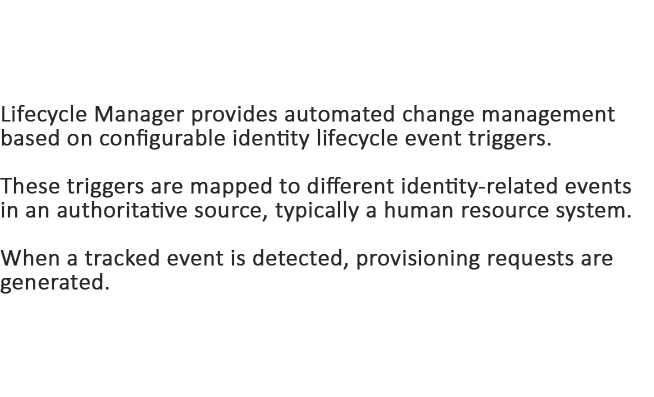 Lifecycle Manager provides automated change management
based on configurable identity lifecycle event triggers.
These triggers are mapped to different identity-related events
in an authoritative source, typically a human resource system.
When a tracked event is detected, provisioning requests are
generated.